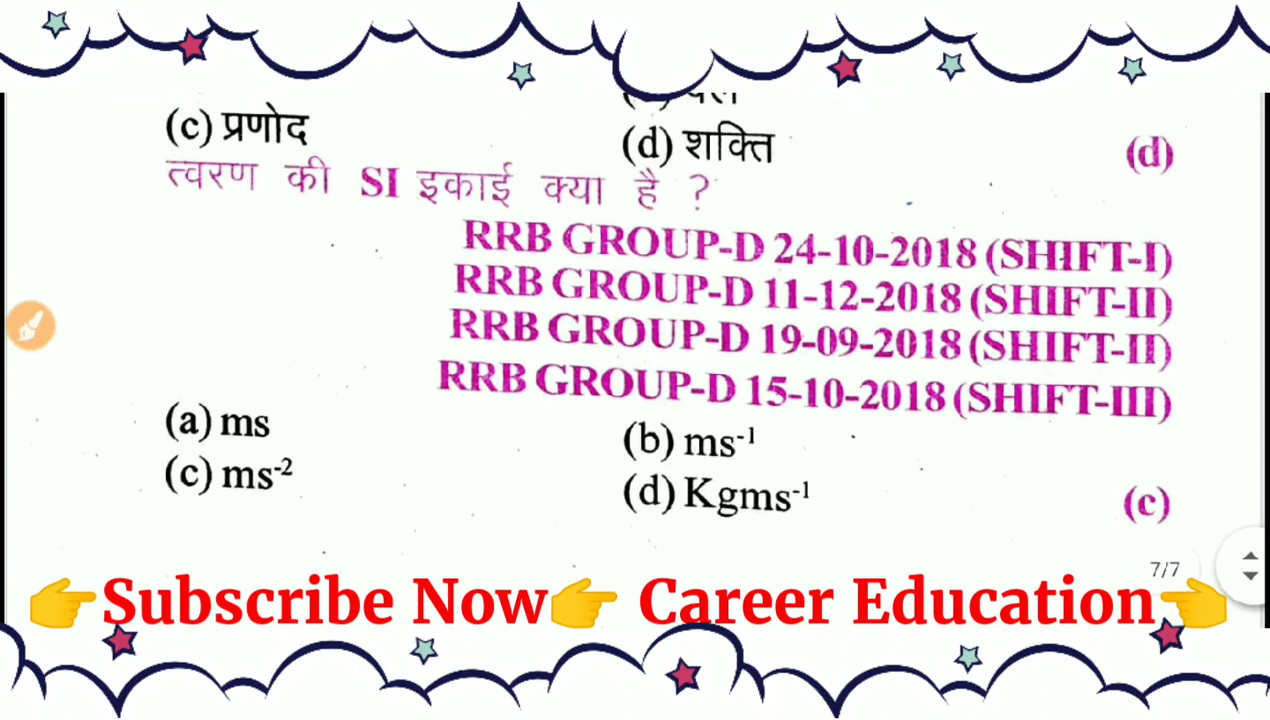 (c) प्रणोद (d) शक्ति (d)
त्वरण की SI इकाई क्या है ?
RRB GROUP-D 24-10-2018 (SHIFT-I)
RRB GROUP-D 11-12-2018 (SHIFT-II)
RRB GROUP-D 19-09-2018 (SHIFT-II)
RRB GROUP-D 15-10-2018 (SHIFT-III)
(a) ms (b) ms⁻¹
(c) ms⁻² (d) Kgms⁻¹ (c)
7/7
👉Subscribe Now👉 Career Education👈